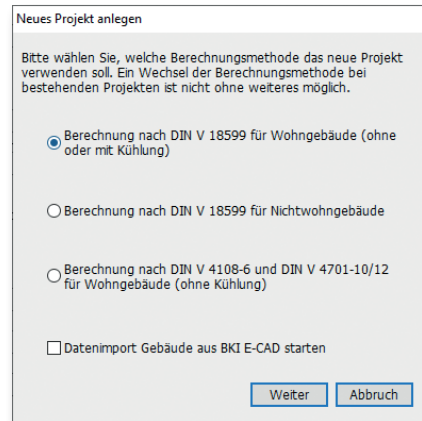 Neues Projekt anlegen
Bitte wählen Sie, welche Berechnungsmethode das neue Projekt
verwenden soll. Ein Wechsel der Berechnungsmethode bei
bestehenden Projekten ist nicht ohne weiteres möglich.
Berechnung nach DIN V 18599 für Wohngebäude (ohne
oder mit Kühlung)
Berechnung nach DIN V 18599 für Nichtwohngebäude
Berechnung nach DIN V 4108-6 und DIN V 4701-10/12
für Wohngebäude (ohne Kühlung)
Datenimport Gebäude aus BKI E-CAD starten
Weiter Abbruch